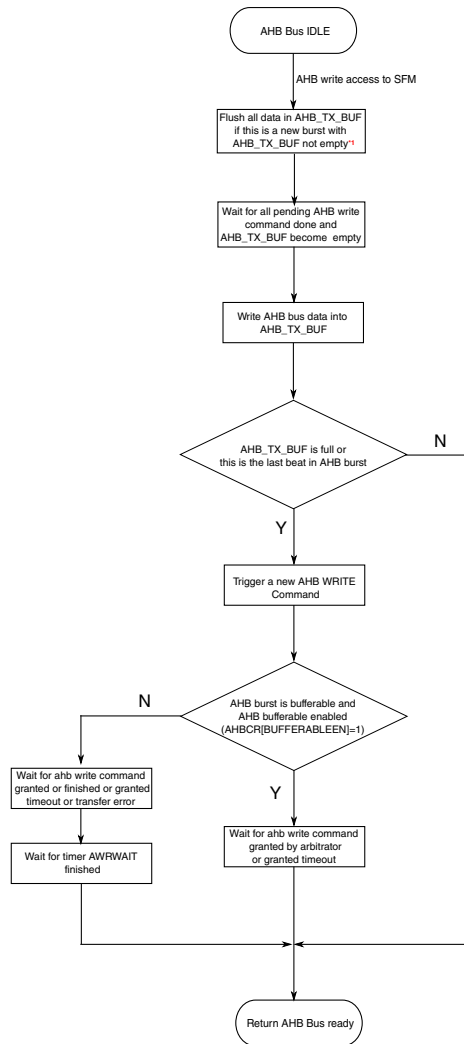 AHB Bus IDLE
AHB write access to SFM
Flush all data in AHB_TX_BUF
if this is a new burst with
AHB_TX_BUF not empty*1
Wait for all pending AHB write
command done and
AHB_TX_BUF become empty
Write AHB bus data into
AHB_TX_BUF
AHB_TX_BUF is full or
this is the last beat in AHB burst
N
Y
Trigger a new AHB WRITE
Command
AHB burst is bufferable and
AHB bufferable enabled
(AHBCR[BUFFERABLEEN]=1)
N
Y
Wait for ahb write command
granted or finished or granted
timeout or transfer error
Wait for ahb write command
granted by arbitrator
or granted timeout
Wait for timer AWRWAIT
finished
Return AHB Bus ready